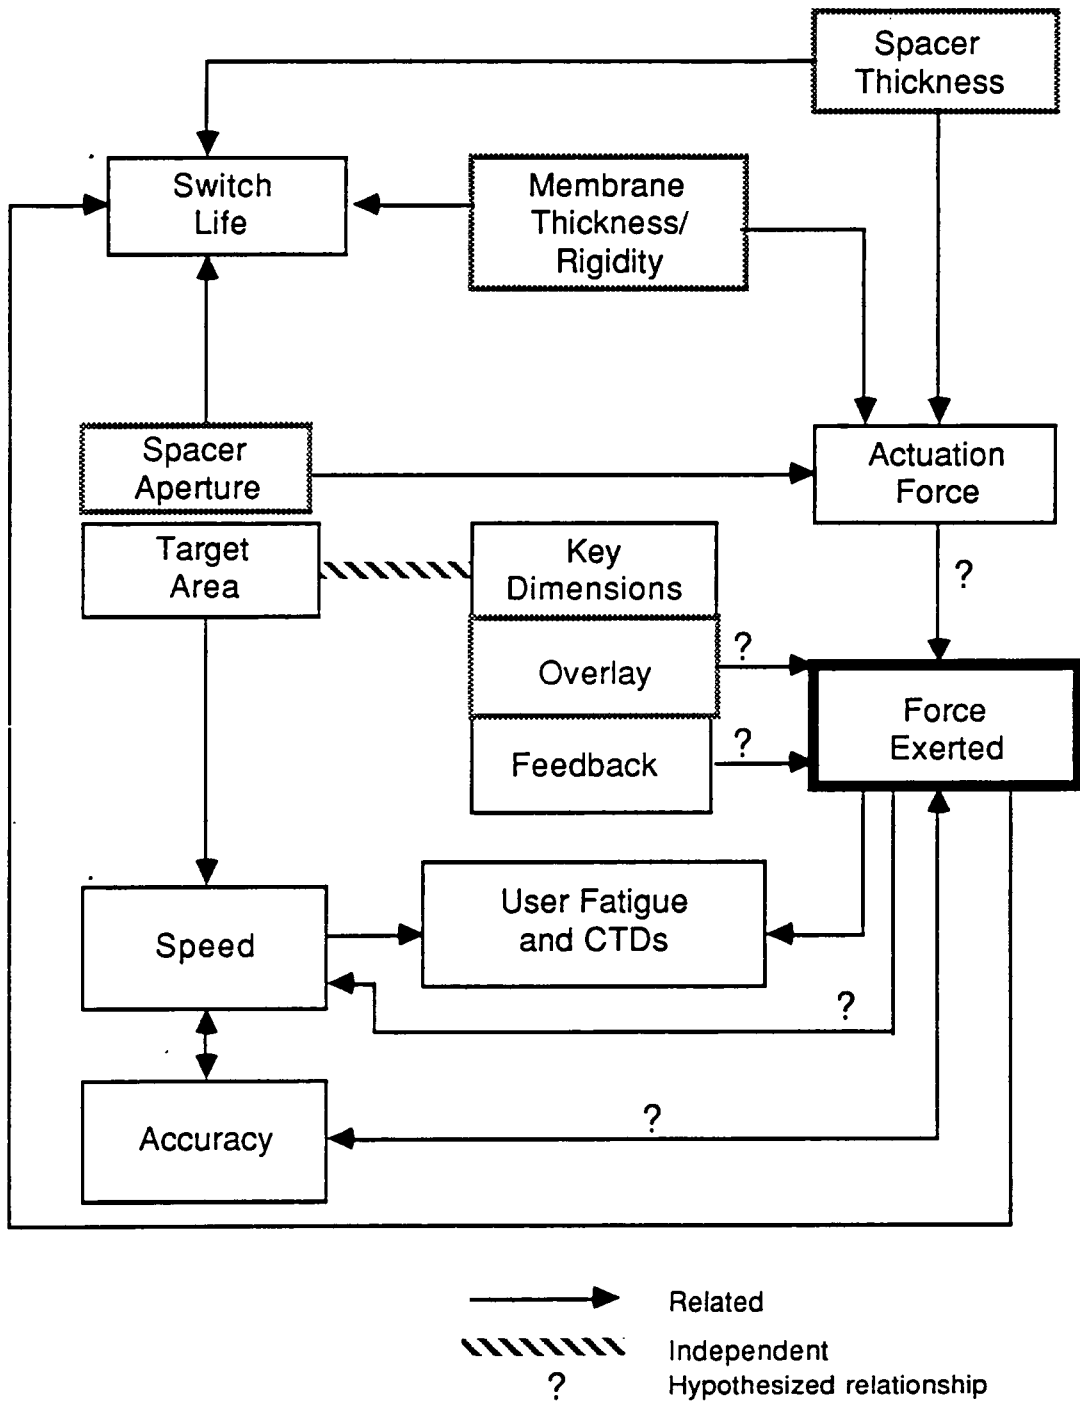 Spacer
Thickness
Switch
Life
Membrane
Thickness/
Rigidity
Spacer
Aperture
Actuation
Force
Target
Area
Key
Dimensions
?
Overlay
?
Force
Exerted
Feedback
?
User Fatigue
and CTDs
Speed
?
Accuracy
?
Related
Independent
? Hypothesized relationship